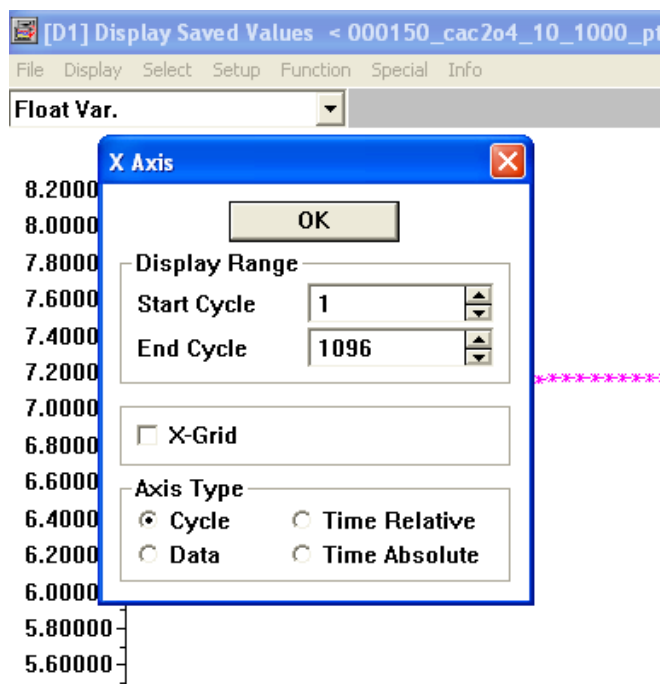 [D1] Display Saved Values < 000150_cac2o4_10_1000_pt
File Display Select Setup Function Special Info
Float Var.
X Axis
OK
Display Range
Start Cycle 1
End Cycle 1096
X-Grid
Axis Type
Cycle Time Relative
Data Time Absolute
8.2000
8.0000
7.8000
7.6000
7.4000
7.2000
7.0000
6.8000
6.6000
6.4000
6.2000
6.0000
5.80000
5.60000